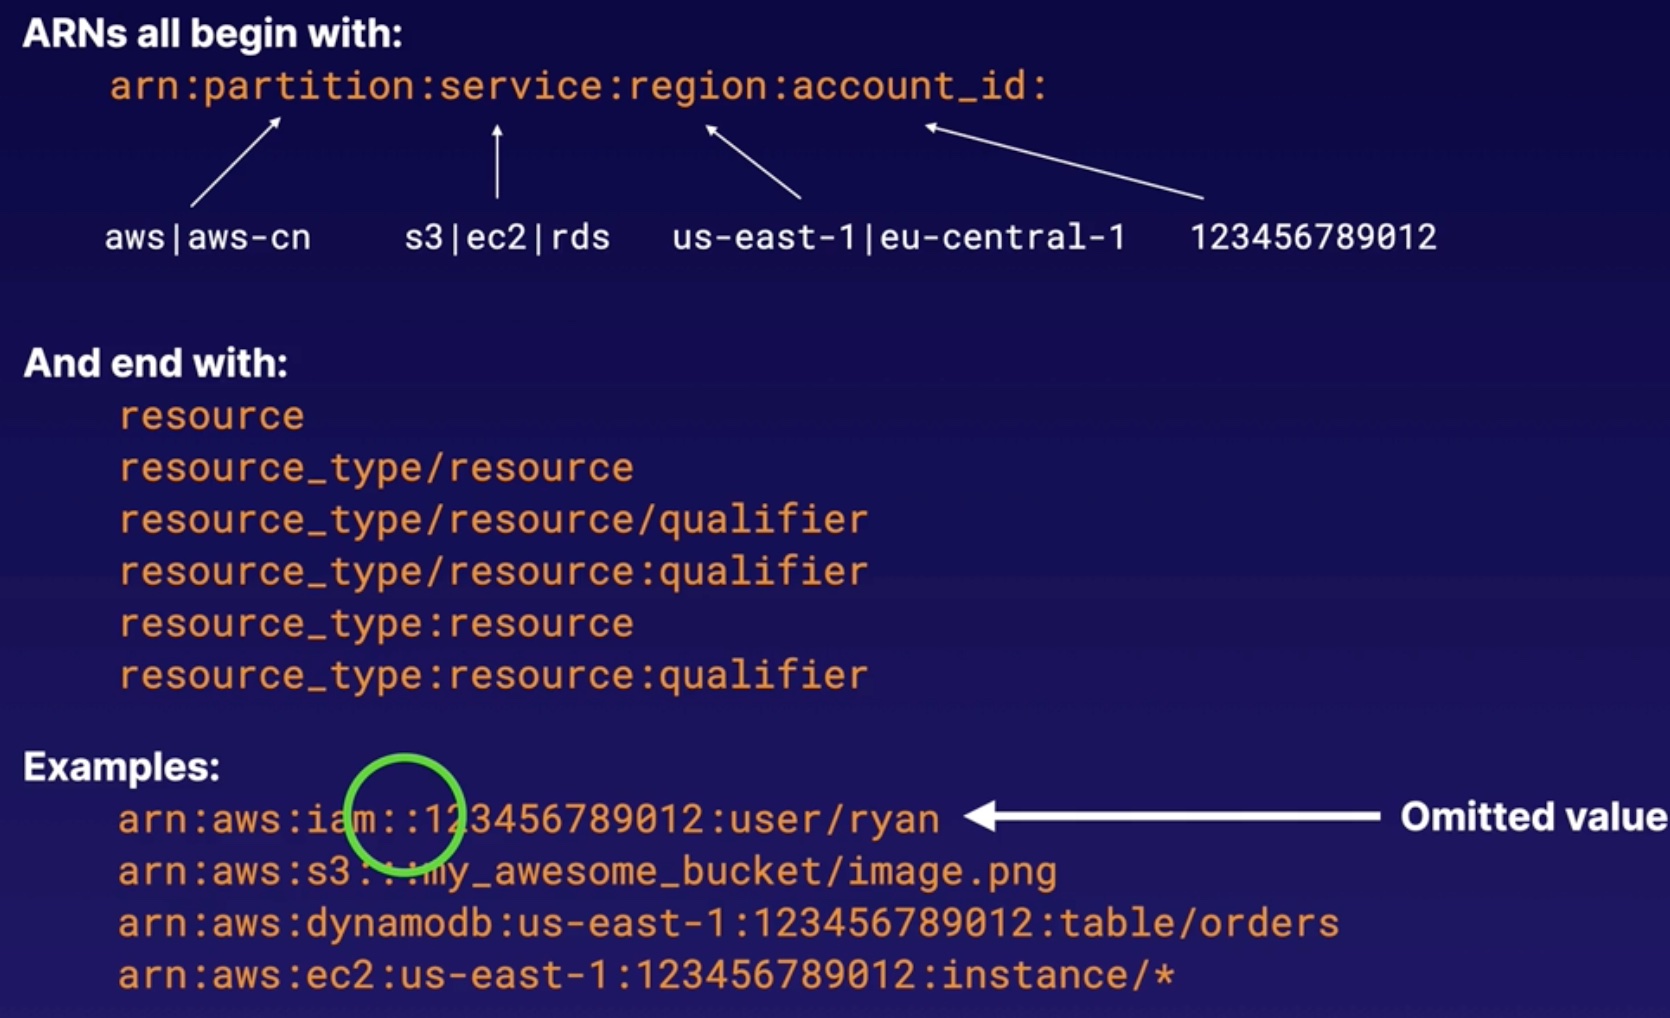 ARNs all begin with:
arn:partition:service:region:account_id:
aws|aws-cn s3|ec2|rds us-east-1|eu-central-1 123456789012
And end with:
resource
resource_type/resource
resource_type/resource/qualifier
resource_type/resource:qualifier
resource_type:resource
resource_type:resource:qualifier
Examples:
arn:aws:iam::123456789012:user/ryan Omitted value
arn:aws:s3:::my_awesome_bucket/image.png
arn:aws:dynamodb:us-east-1:123456789012:table/orders
arn:aws:ec2:us-east-1:123456789012:instance/*